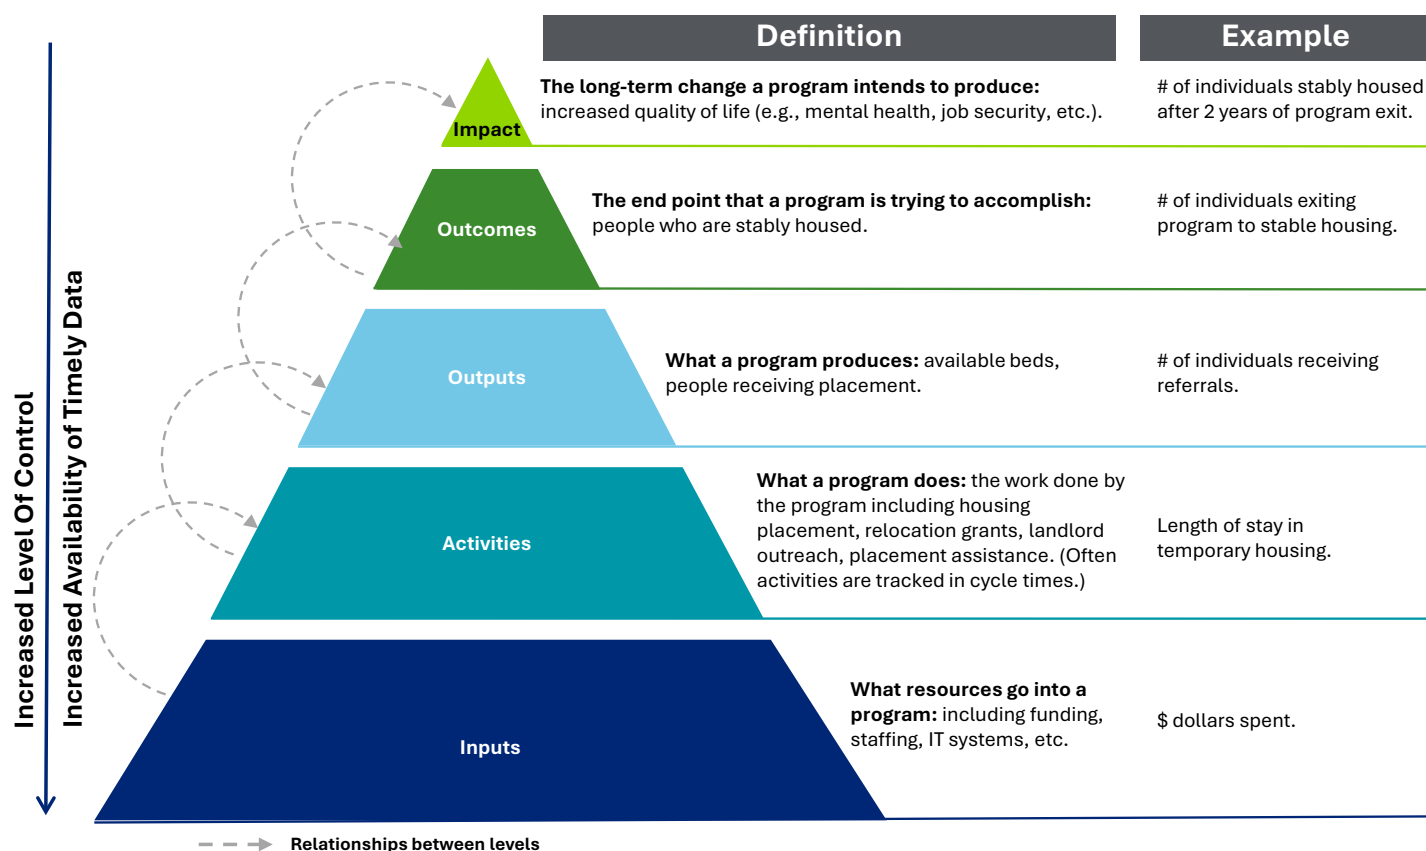 Definition
Example
Impact
The long-term change a program intends to produce:
increased quality of life (e.g., mental health, job security, etc.).
# of individuals stably housed
after 2 years of program exit.
Outcomes
The end point that a program is trying to accomplish:
people who are stably housed.
# of individuals exiting
program to stable housing.
Outputs
What a program produces: available beds,
people receiving placement.
# of individuals receiving
referrals.
Activities
What a program does: the work done by
the program including housing
placement, relocation grants, landlord
outreach, placement assistance. (Often
activities are tracked in cycle times.)
Length of stay in
temporary housing.
Inputs
What resources go into a
program: including funding,
staffing, IT systems, etc.
$ dollars spent.
Increased Level Of Control
Increased Availability of Timely Data
Relationships between levels